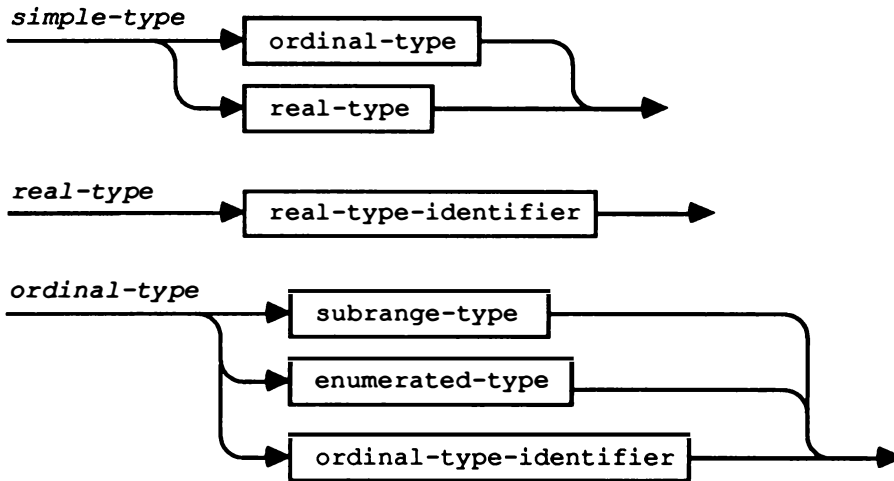 simple-type
ordinal-type
real-type
real-type
real-type-identifier
ordinal-type
subrange-type
enumerated-type
ordinal-type-identifier